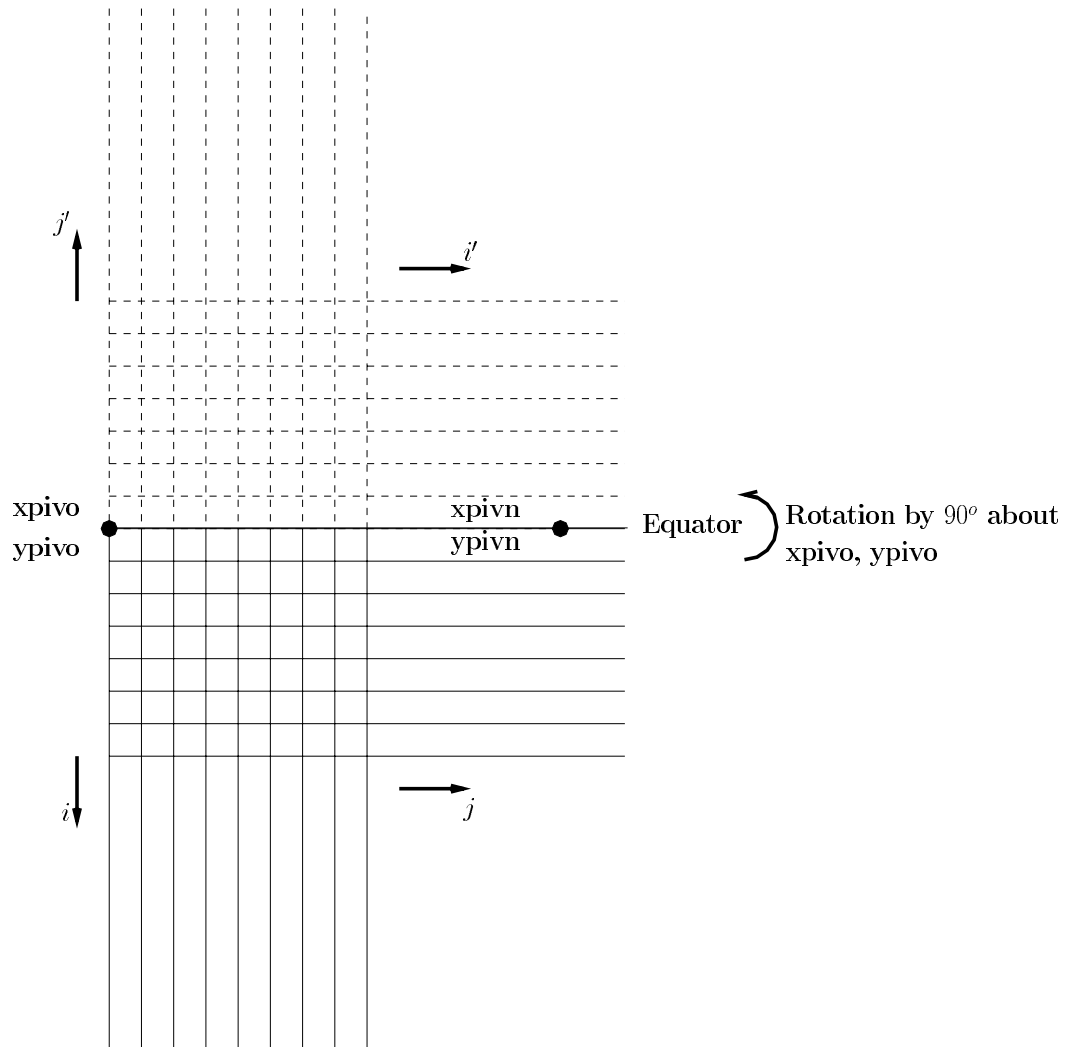 j′
i′
xpivo
ypivo
xpivn
ypivn
Equator
Rotation by 90° about
xpivo, ypivo
i
j